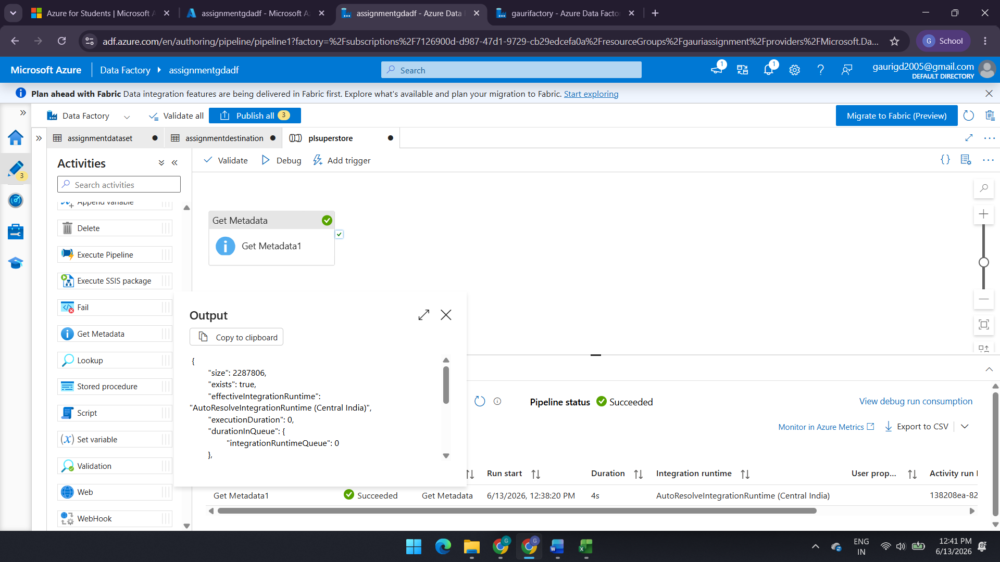 Azure for Students | Microsoft A
assignmentgdadf - Microsoft Az
assignmentgdadf - Azure Data
gaurifactory - Azure Data Facto
adf.azure.com/en/authoring/pipeline/pipeline1?factory=%2Fsubscriptions%2F7126900d-d987-47d1-9729-cb29edcefa0a%2FresourceGroups%2Fgauriassignment%2Fproviders%2FMicrosoft.Da...
G School
Microsoft Azure
Data Factory
assignmentgdadf
Search
1
1
gaurigd2005@gmail.com
DEFAULT DIRECTORY
Plan ahead with Fabric Data integration features are being delivered in Fabric first. Explore what's available and plan your migration to Fabric. Start exploring
Data Factory
Validate all
Publish all 3
Migrate to Fabric (Preview)
assignmentdataset
assignmentdestination
plsuperstore
3
Activities
Validate
Debug
Add trigger
Search activities
Append variable
Delete
Execute Pipeline
Execute SSIS package
Fail
Get Metadata
Lookup
Stored procedure
Script
Set variable
Validation
Web
WebHook
Get Metadata
Get Metadata1
Output
Copy to clipboard
{
"size": 2287806,
"exists": true,
"effectiveIntegrationRuntime":
"AutoResolveIntegrationRuntime (Central India)",
"executionDuration": 0,
"durationInQueue": {
"integrationRuntimeQueue": 0
},
Pipeline status Succeeded
View debug run consumption
Monitor in Azure Metrics
Export to CSV
Run start
Duration
Integration runtime
User prop...
Activity run I
Get Metadata1
Succeeded
Get Metadata
6/13/2026, 12:38:20 PM
4s
AutoResolveIntegrationRuntime (Central India)
138208ea-82
ENG
IN
12:41 PM
6/13/2026